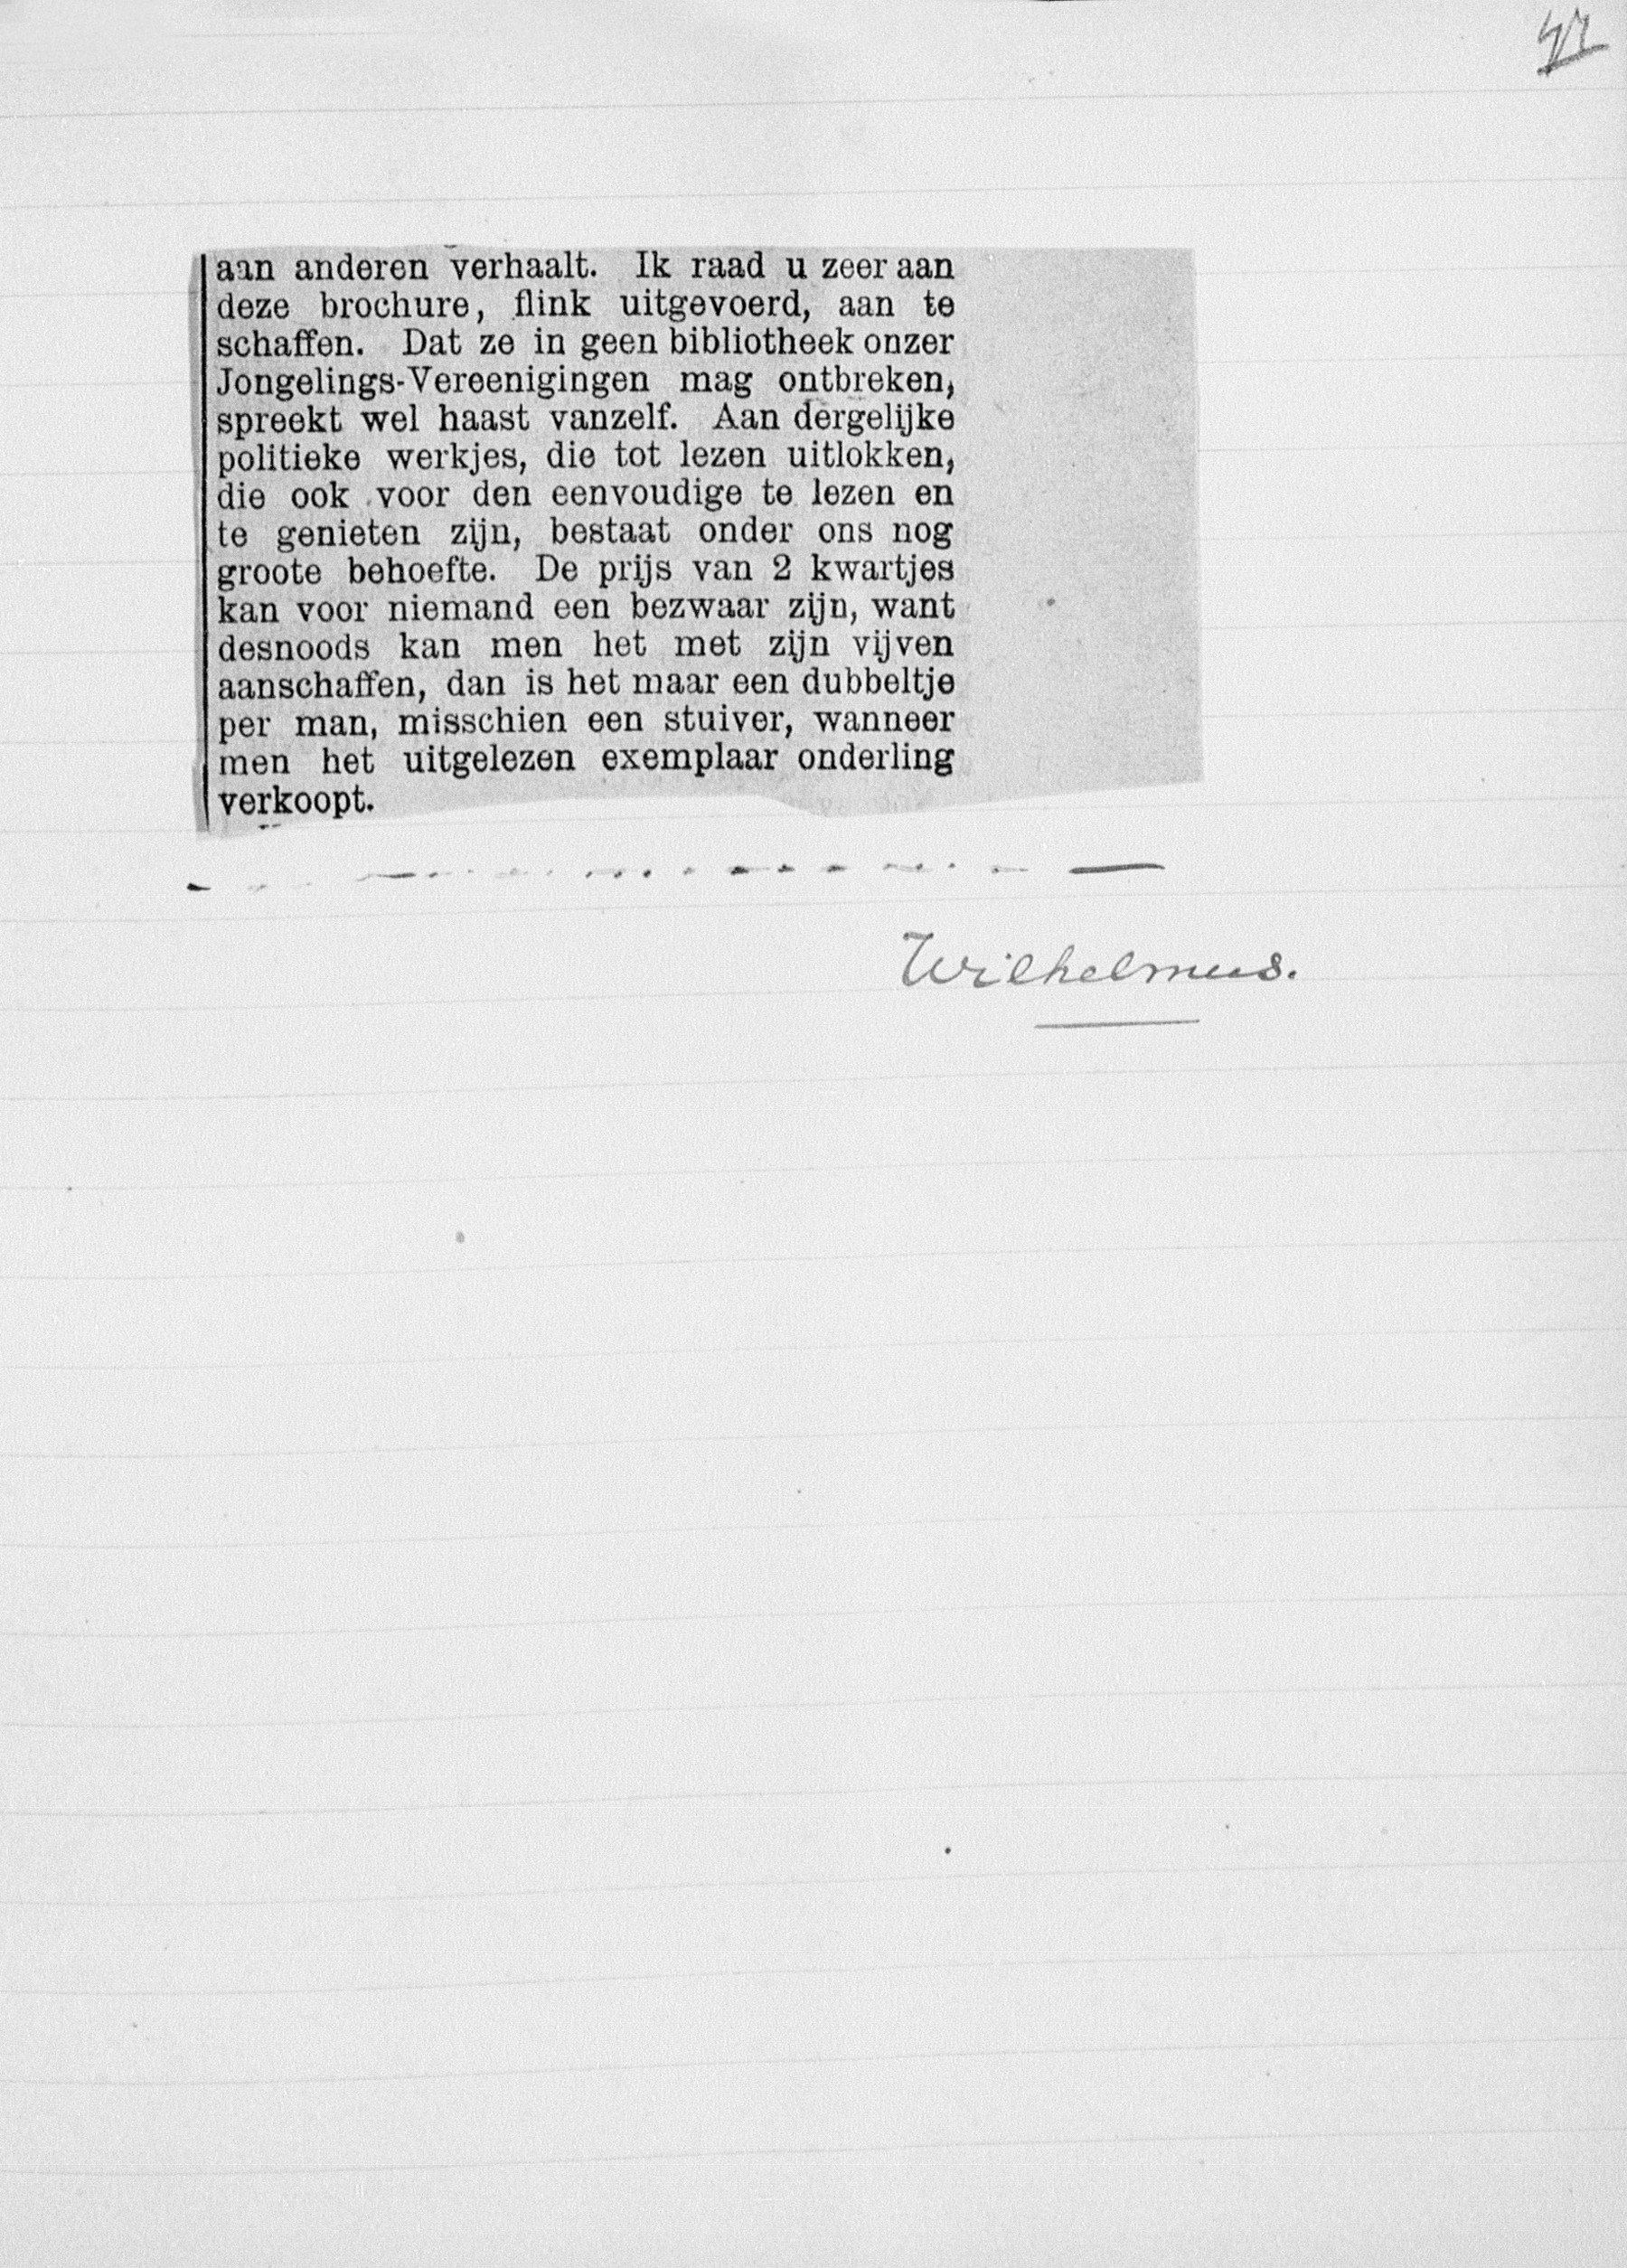 aan anderen verhaalt. Ik raad u zeer aan
deze brochure, flink uitgevoerd, aan te
schaffen. Dat ze in geen bibliotheek onzer
Jongelings-Vereenigingen mag ontbreken,
spreekt wel haast vanzelf. Aan dergelijke
politieke werkjes, die tot lezen uitlokken,
die ook voor den eenvoudige te lezen en
te genieten zijn, bestaat onder ons nog
groote behoefte. De prijs van 2 kwartjes
kan voor niemand een bezwaar zijn, want
desnoods kan men het met zijn vijven
aanschaffen, dan is het maar een dubbeltje
per man, misschien een stuiver, wanneer
men het uitgelezen exemplaar onderling
verkoopt.
Wilhelmus.